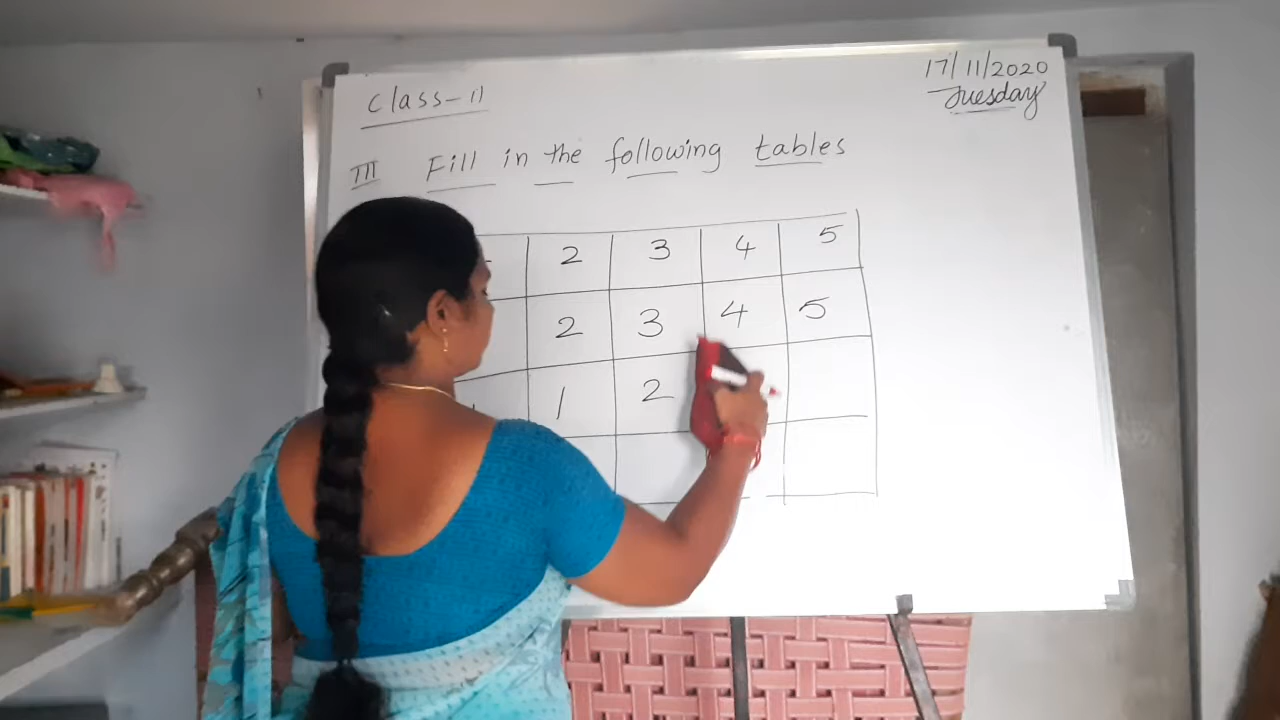 17/11/2020
Tuesday
Class-II
III Fill in the following tables
2 3 4 5
2 3 4 5
1 2